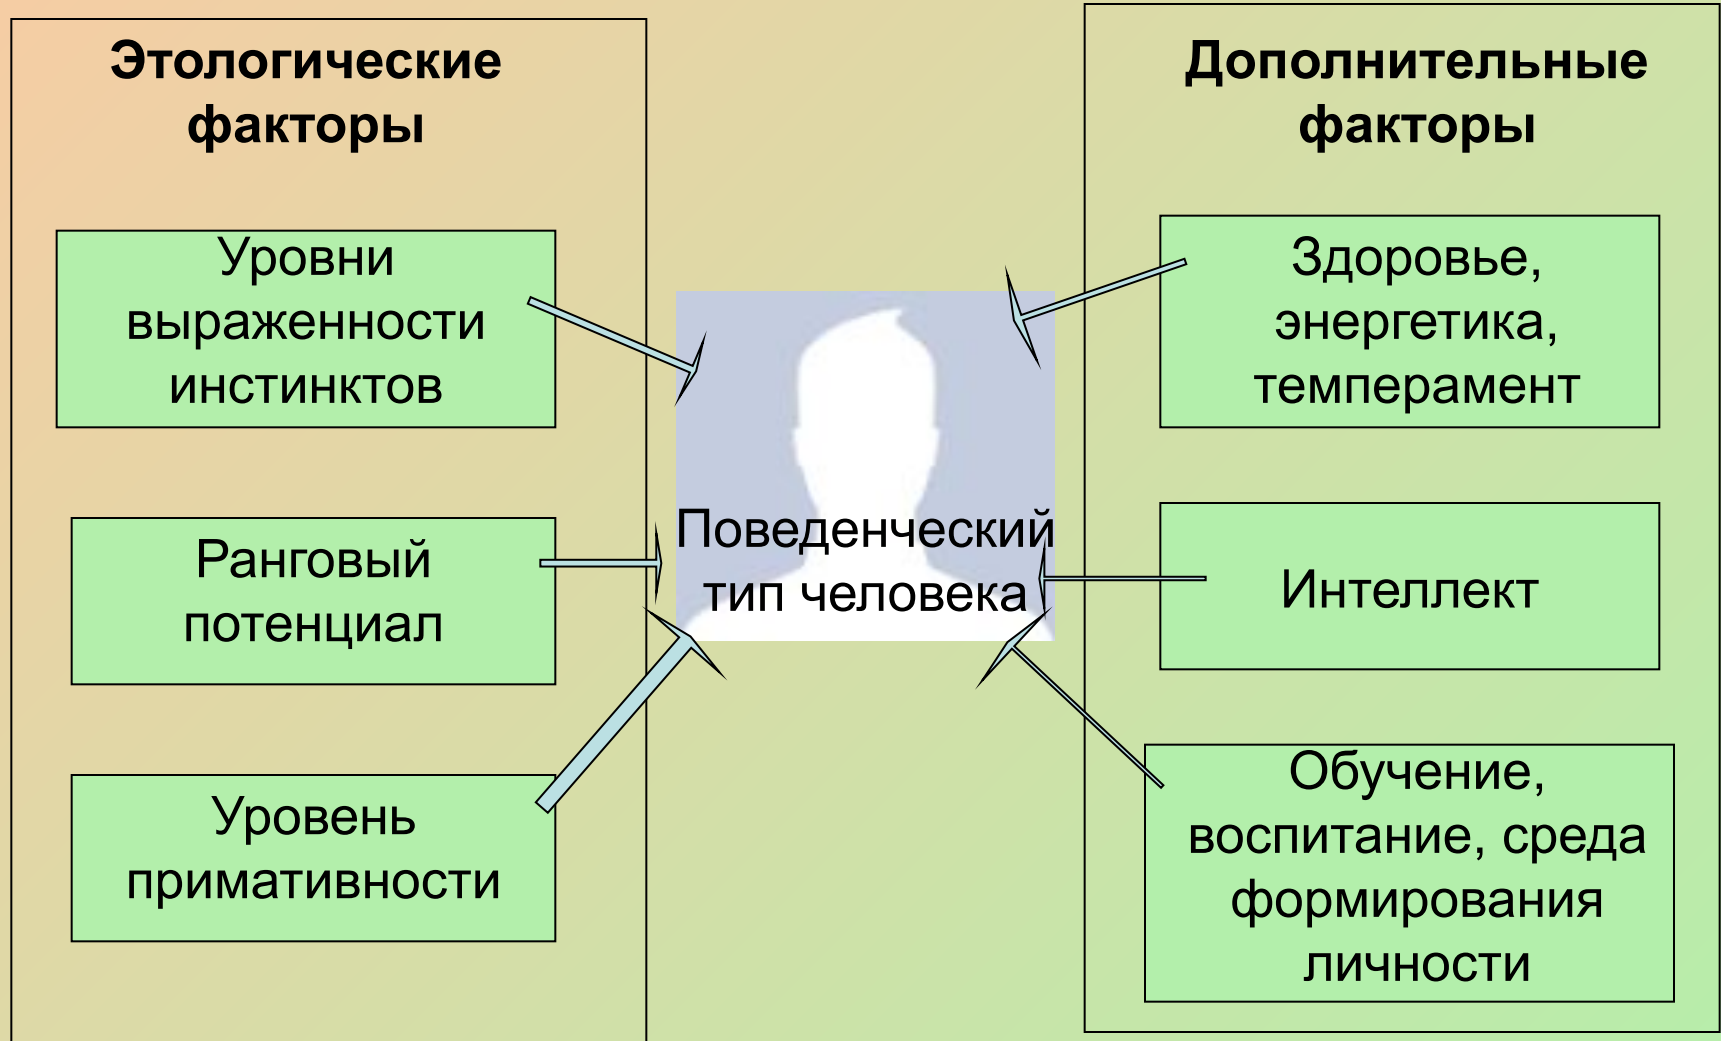 Этологические
факторы
Уровни
выраженности
инстинктов
Ранговый
потенциал
Уровень
примативности
Поведенческий
тип человека
Дополнительные
факторы
Здоровье,
энергетика,
темперамент
Интеллект
Обучение,
воспитание, среда
формирования
личности